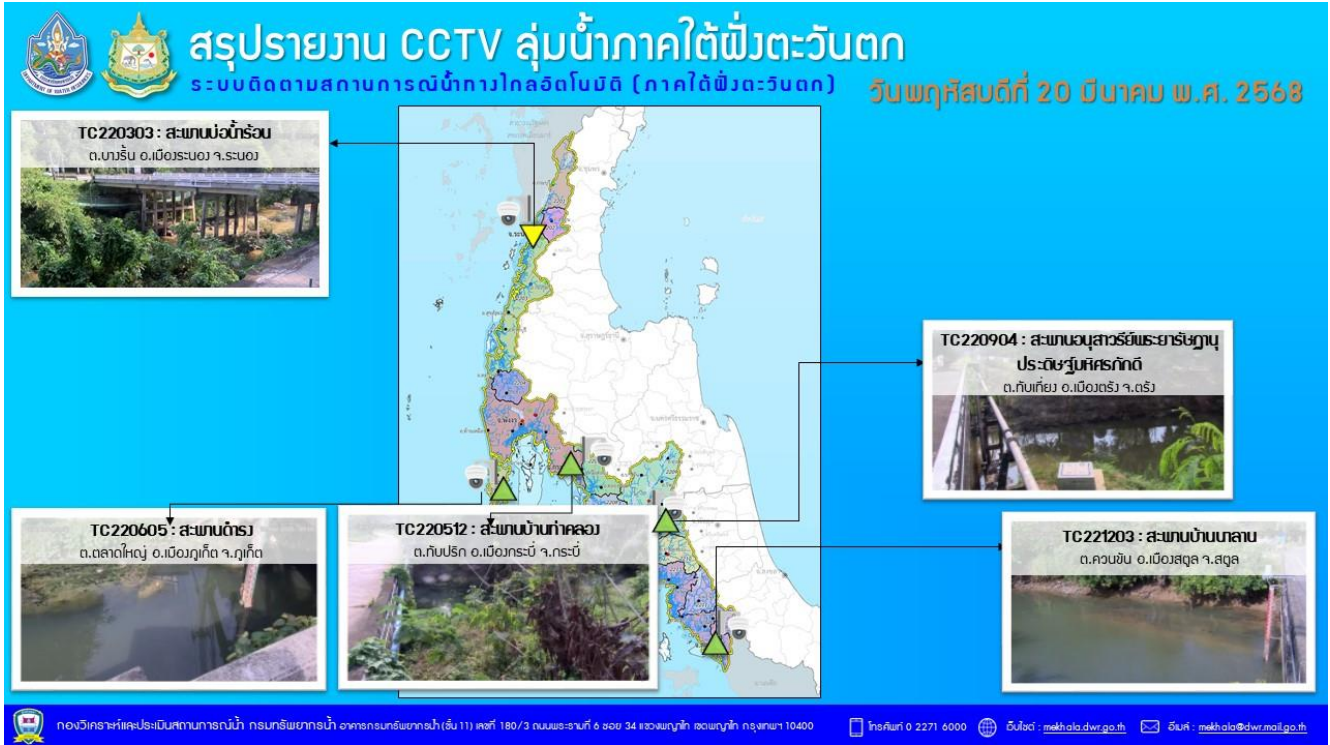 สรุปรายงาน CCTV ลุ่มน้ำภาคใต้ฝั่งตะวันตก
ระบบติดตามสถานการณ์น้ำทางไกลอัตโนมัติ (ภาคใต้ฝั่งตะวันตก)
วันพฤหัสบดีที่ 20 มีนาคม พ.ศ. 2568
TC220303 : สะพานบ่อน้ำร้อน
ต.บางริ้น อ.เมืองระนอง จ.ระนอง
TC220904 : สะพานอนุสาวรีย์พระยารัษฎานุ
ประดิษฐ์มหิศรภักดี
ต.ทับเที่ยง อ.เมืองตรัง จ.ตรัง
TC220605 : สะพานดำรง
ต.ตลาดใหญ่ อ.เมืองภูเก็ต จ.ภูเก็ต
TC220512 : สะพานบ้านท่าคลอง
ต.ทับปริก อ.เมืองกระบี่ จ.กระบี่
TC221203 : สะพานบ้านนาลาน
ต.ควนขัน อ.เมืองสตูล จ.สตูล
กองวิเคราะห์และประเมินสถานการณ์น้ำ กรมทรัพยากรน้ำ อาคารกรมทรัพยากรน้ำ (ชั้น 11) เลขที่ 180/3 ถนนพระรามที่ 6 ซอย 34 แขวงพญาไท เขตพญาไท กรุงเทพฯ 10400
โทรศัพท์ 0 2271 6000
เว็บไซต์ : mekhala.dwr.go.th
อีเมล์ : mekhala@dwr.mail.go.th